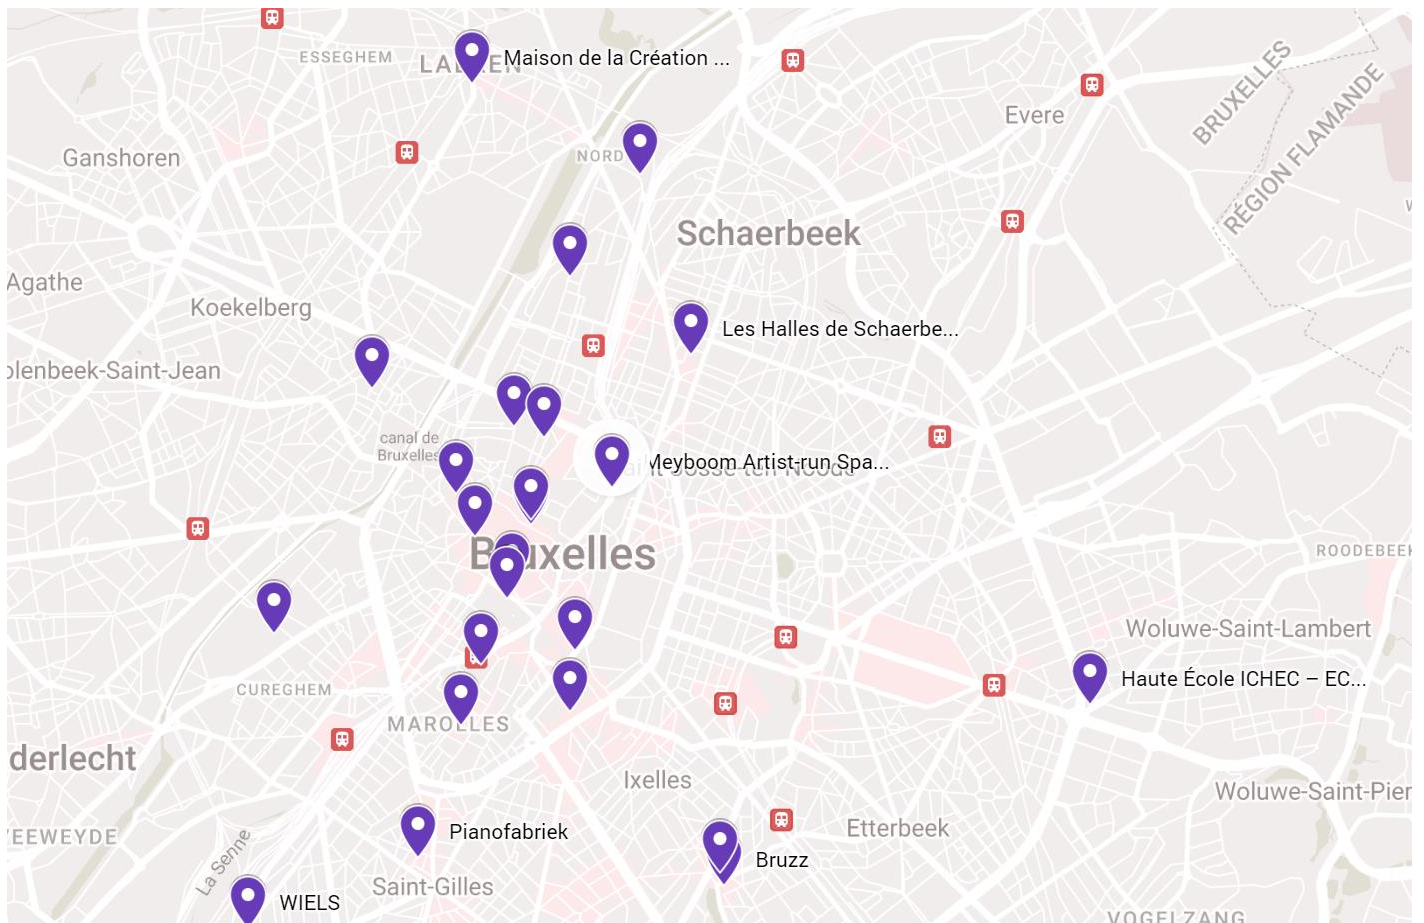 ESSEGHEM
Maison de la Création ...
BRUXELLES
RÉGION FLAMANDE
Evere
Ganshoren
NORD
Schaerbeek
Agathe
Koekelberg
Les Halles de Schaerbe...
olenbeek-Saint-Jean
canal de
Bruxelles
Meyboom Artist-run Spa...
Bruxelles
ROODEBEEK
Woluwe-Saint-Lambert
Haute École ICHEC – EC...
CUREGHEM
MAROLLES
derlecht
Ixelles
Woluwe-Saint-Pier
Pianofabriek
EEWEYDE
Etterbeek
La Senne
Bruzz
Saint-Gilles
WIELS
VOGELZANG